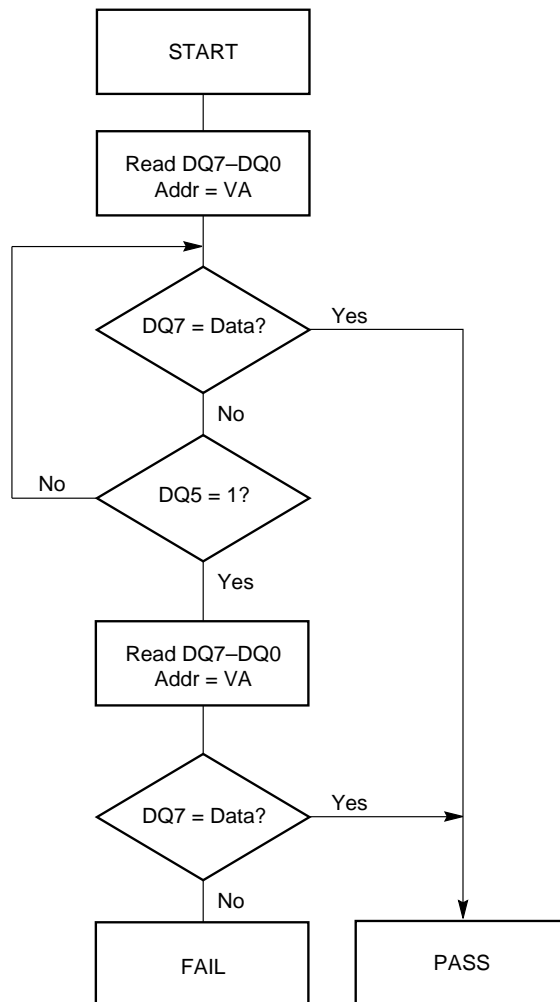 START
Read DQ7–DQ0
Addr = VA
DQ7 = Data?
Yes
No
No
DQ5 = 1?
Yes
Read DQ7–DQ0
Addr = VA
DQ7 = Data?
Yes
No
FAIL
PASS